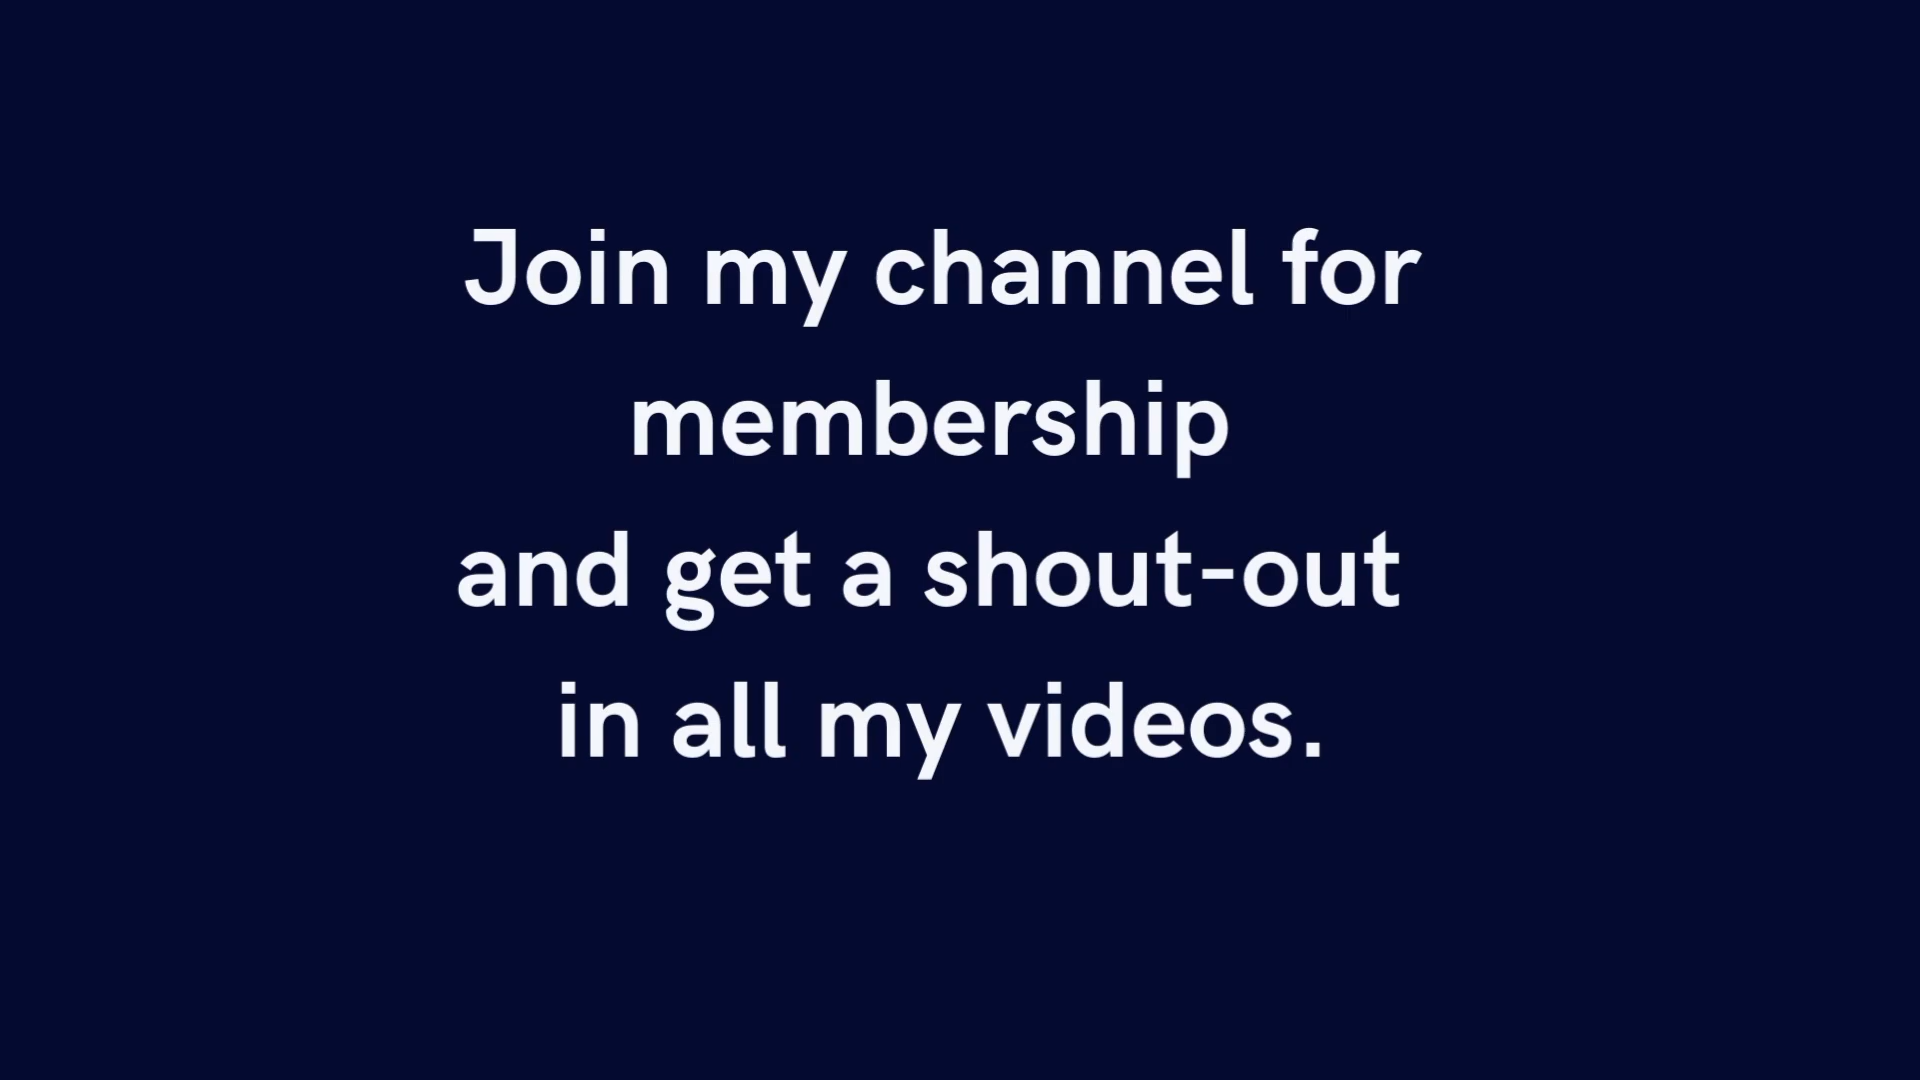 Join my channel for
membership
and get a shout-out
in all my videos.